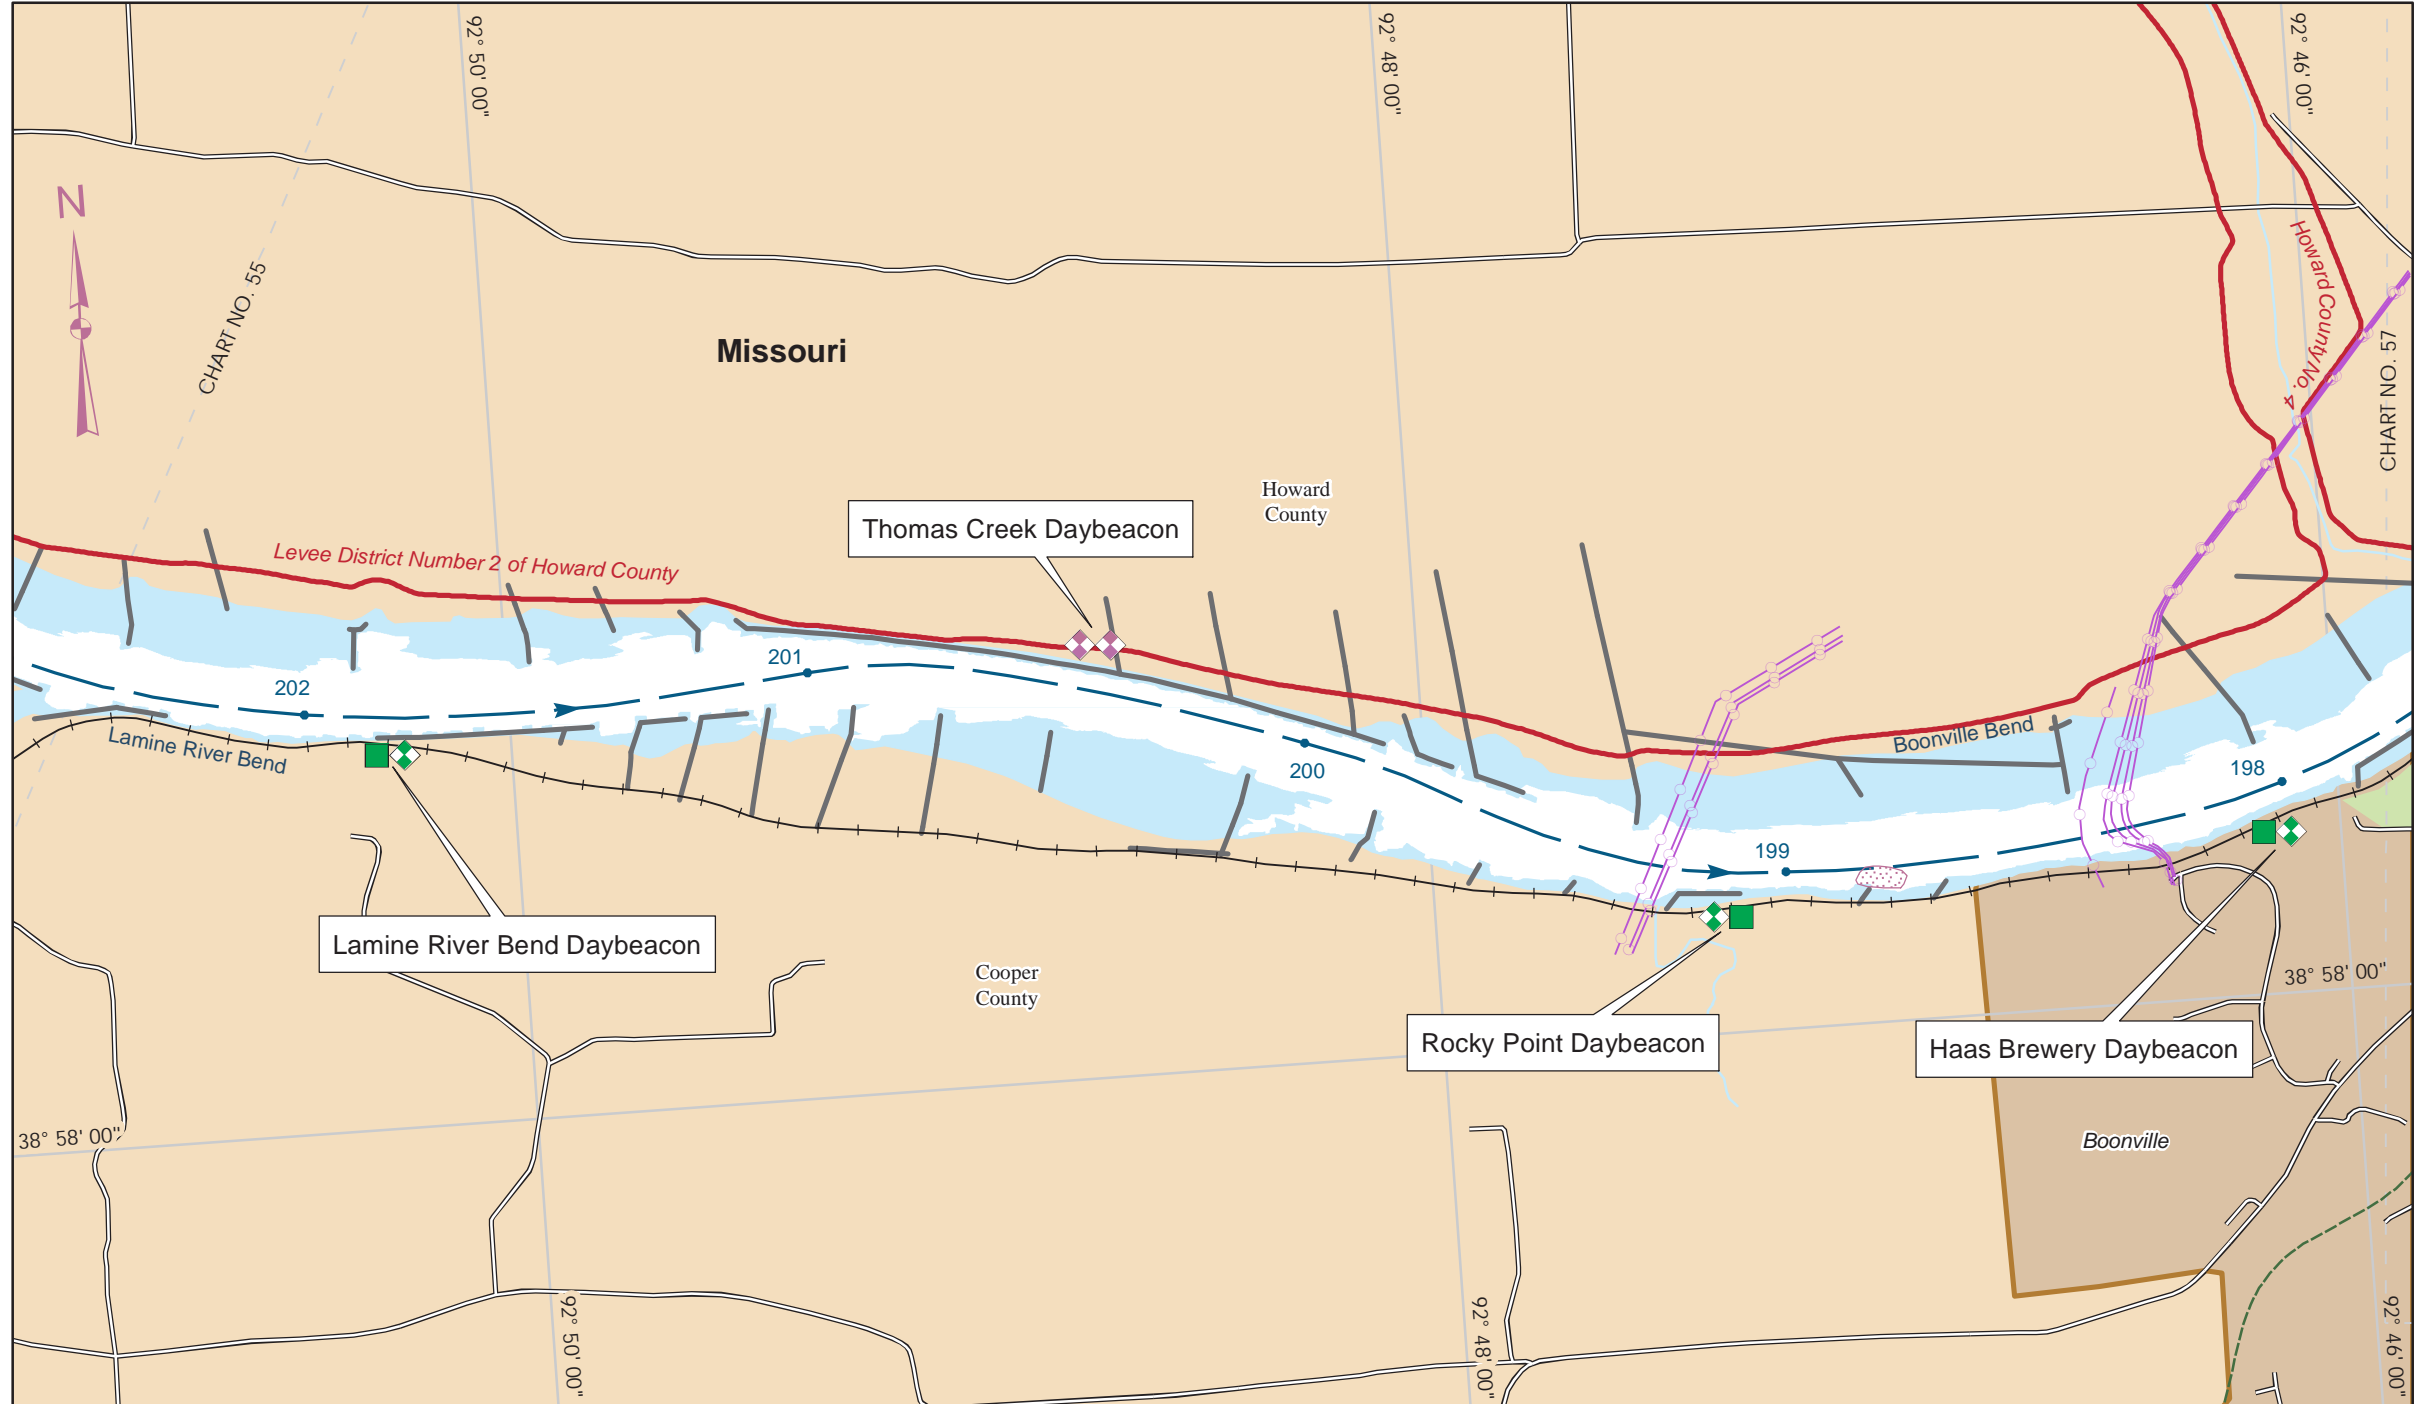 92° 50' 00"
92° 48' 00"
92° 46' 00"
N
CHART NO. 55
Howard County No. 4
CHART NO. 57
Missouri
Howard
County
Thomas Creek Daybeacon
Levee District Number 2 of Howard County
201
202
Boonville Bend
Lamine River Bend
200
198
199
Lamine River Bend Daybeacon
Cooper
County
38° 58' 00"
Rocky Point Daybeacon
Haas Brewery Daybeacon
38° 58' 00"
Boonville
92° 50' 00"
92° 48' 00"
92° 46' 00"